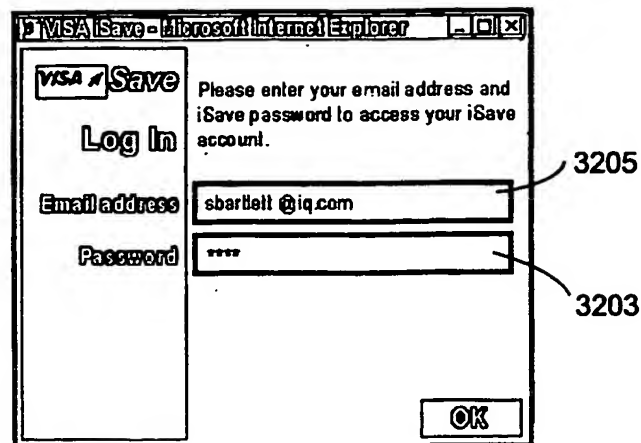 VISA iSave - Microsoft Internet Explorer
VISA iSave
Please enter your email address and
iSave password to access your iSave
account.
Log In
3205
Email address
sbartlett @iq.com
Password
****
3203
OK